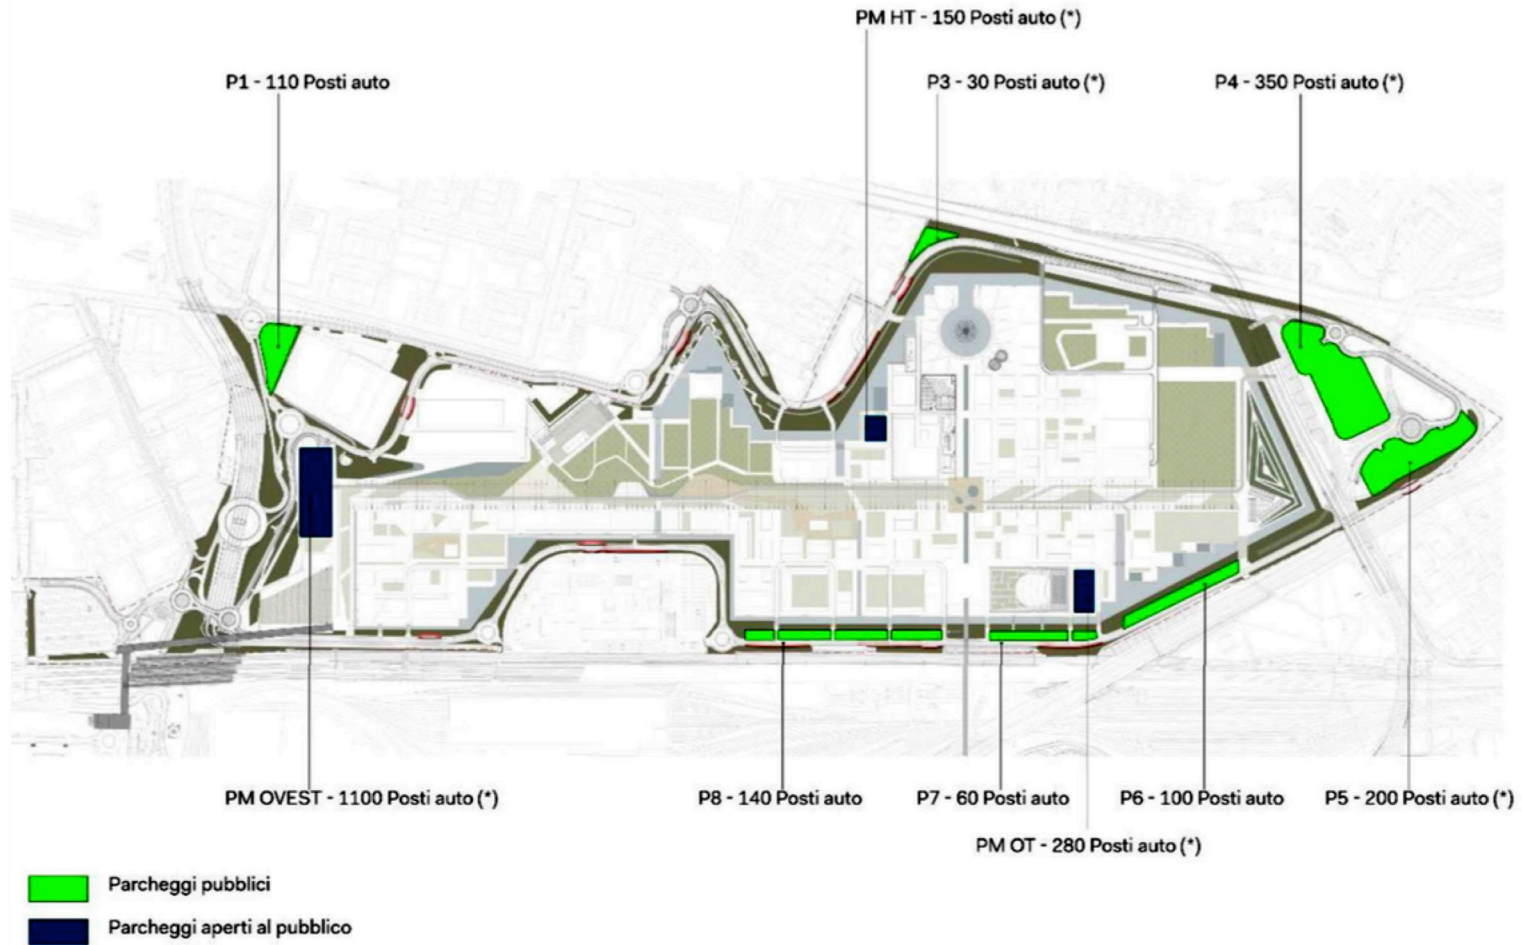 PM HT - 150 Posti auto (*)
P1 - 110 Posti auto
P3 - 30 Posti auto (*)
P4 - 350 Posti auto (*)
PM OVEST - 1100 Posti auto (*)
P8 - 140 Posti auto
P7 - 60 Posti auto
P6 - 100 Posti auto
P5 - 200 Posti auto (*)
PM OT - 280 Posti auto (*)
Parcheggi pubblici
Parcheggi aperti al pubblico